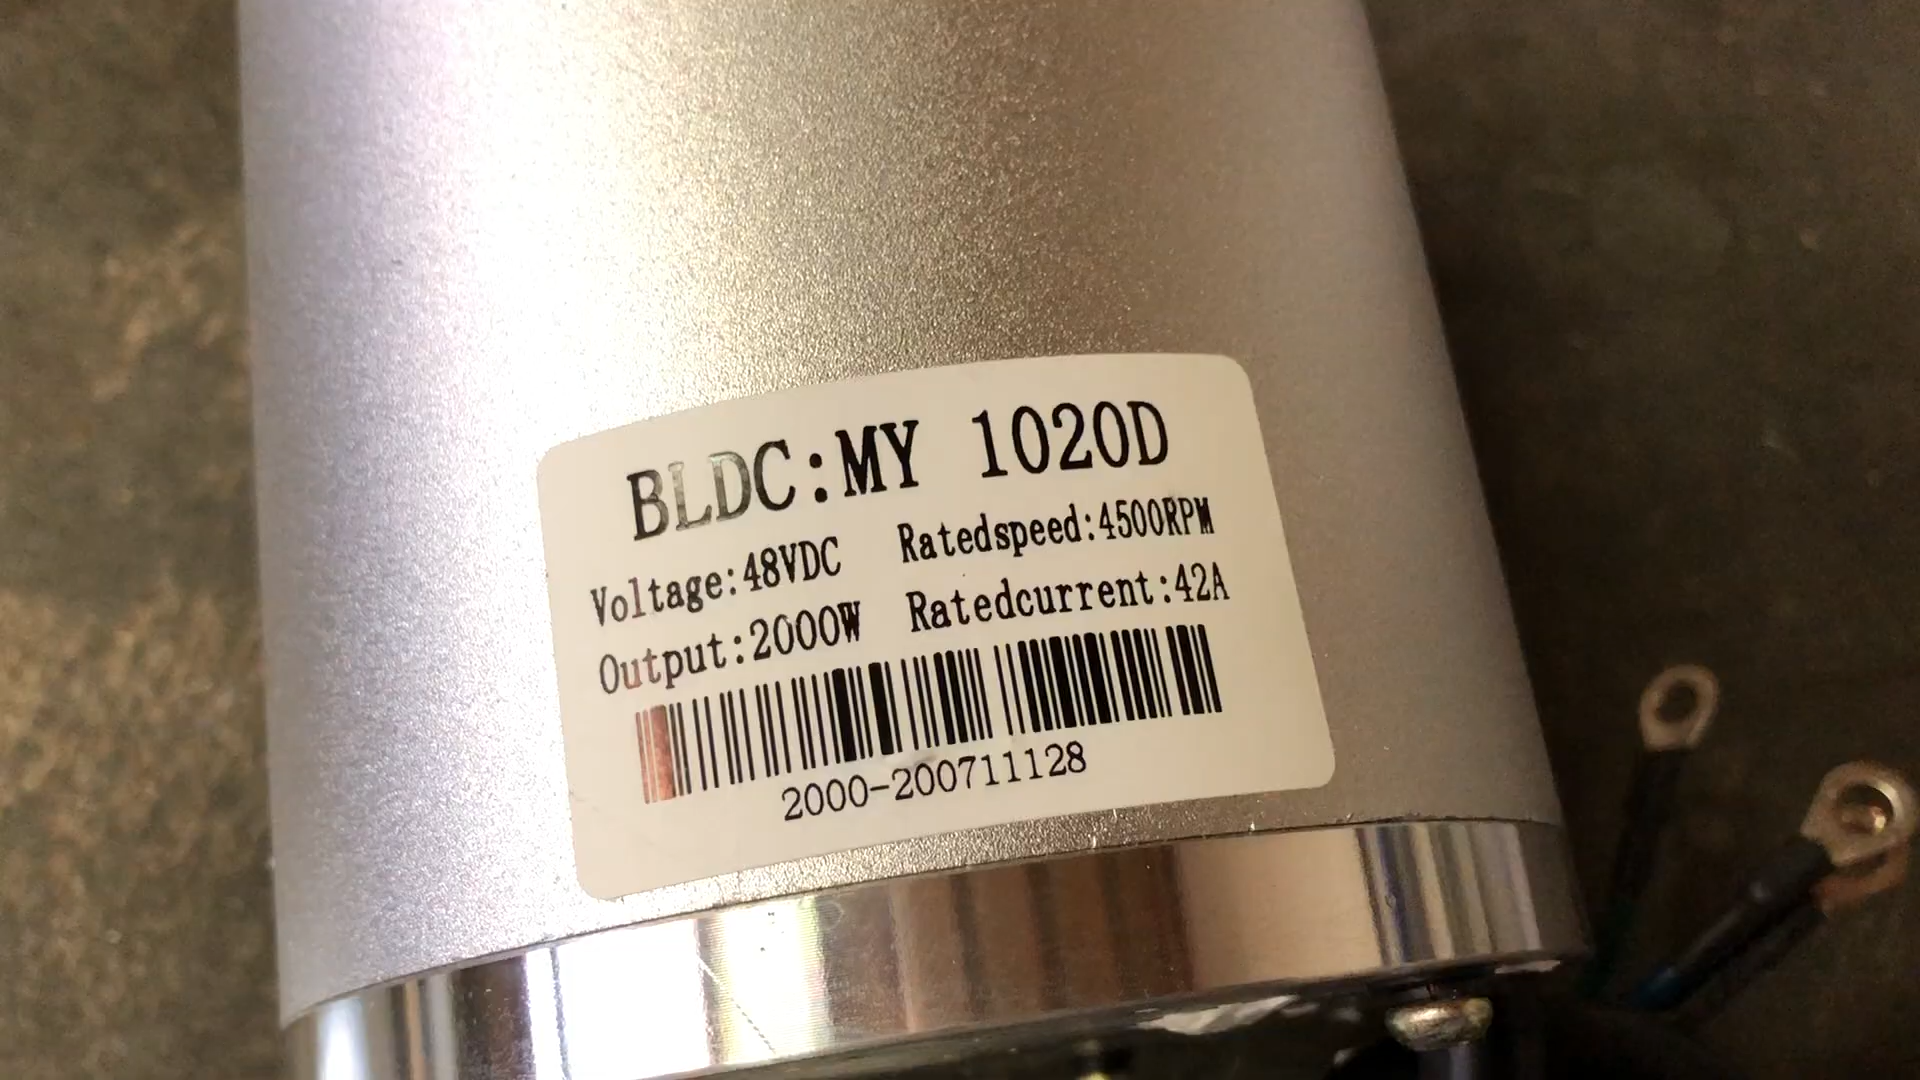 BLDC:MY 1020D
Voltage:48VDC Ratedspeed:4500RPM
Output:2000W Ratedcurrent:42A
2000-200711128